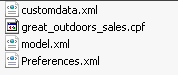 customdata.xml
great_outdoors_sales.cpf
model.xml
Preferences.xml